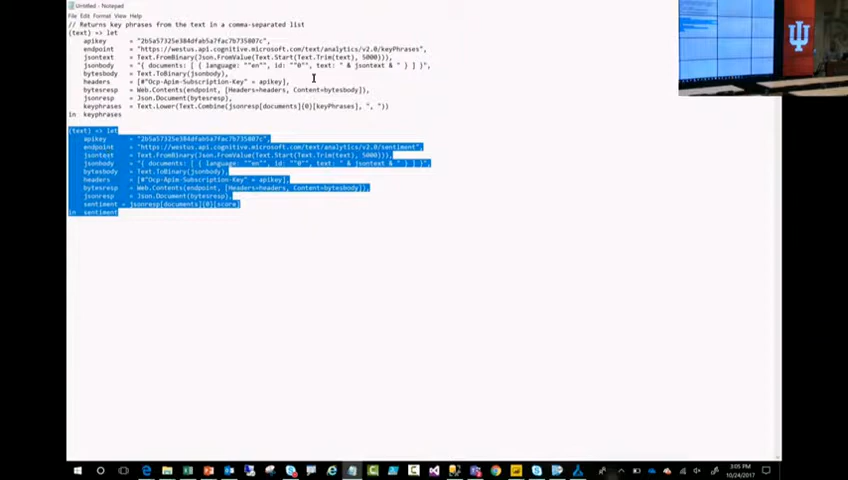 Untitled - Notepad
File Edit Format View Help
// Returns key phrases from the text in a comma-separated list
(text) => let
apikey = "2b5a57325e384dfab5a7fac7b735807c",
endpoint = "https://westus.api.cognitive.microsoft.com/text/analytics/v2.0/keyPhrases",
jsontext = Text.FromBinary(Json.FromValue(Text.Start(Text.Trim(text), 5000))),
jsonbody = "{ documents: [ { language: ""en"", id: ""0"", text: " & jsontext & " } ] }",
bytesbody = Text.ToBinary(jsonbody),
headers = [#"Ocp-Apim-Subscription-Key" = apikey],
bytesresp = Web.Contents(endpoint, [Headers=headers, Content=bytesbody]),
jsonresp = Json.Document(bytesresp),
keyphrases = Text.Lower(Text.Combine(jsonresp[documents]{0}[keyPhrases], ", "))
in keyphrases
(text) => let
apikey = "2b5a57325e384dfab5a7fac7b735807c",
endpoint = "https://westus.api.cognitive.microsoft.com/text/analytics/v2.0/sentiment",
jsontext = Text.FromBinary(Json.FromValue(Text.Start(Text.Trim(text), 5000))),
jsonbody = "{ documents: [ { language: ""en"", id: ""0"", text: " & jsontext & " } ] }",
bytesbody = Text.ToBinary(jsonbody),
headers = [#"Ocp-Apim-Subscription-Key" = apikey],
bytesresp = Web.Contents(endpoint, [Headers=headers, Content=bytesbody]),
jsonresp = Json.Document(bytesresp),
sentiment = jsonresp[documents]{0}[score]
in sentiment
3:05 PM
10/24/2017